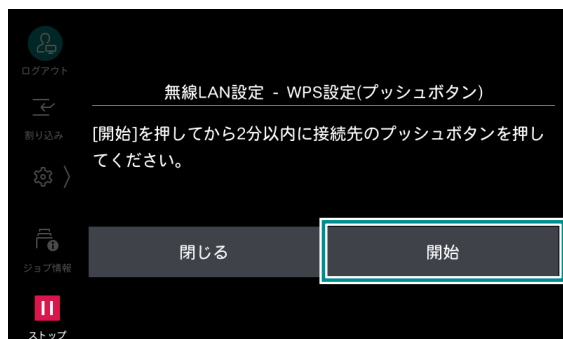 ログアウト
割り込み
ジョブ情報
ストップ
無線LAN設定 - WPS設定(プッシュボタン)
[開始]を押してから2分以内に接続先のプッシュボタンを押し
てください。
閉じる
開始